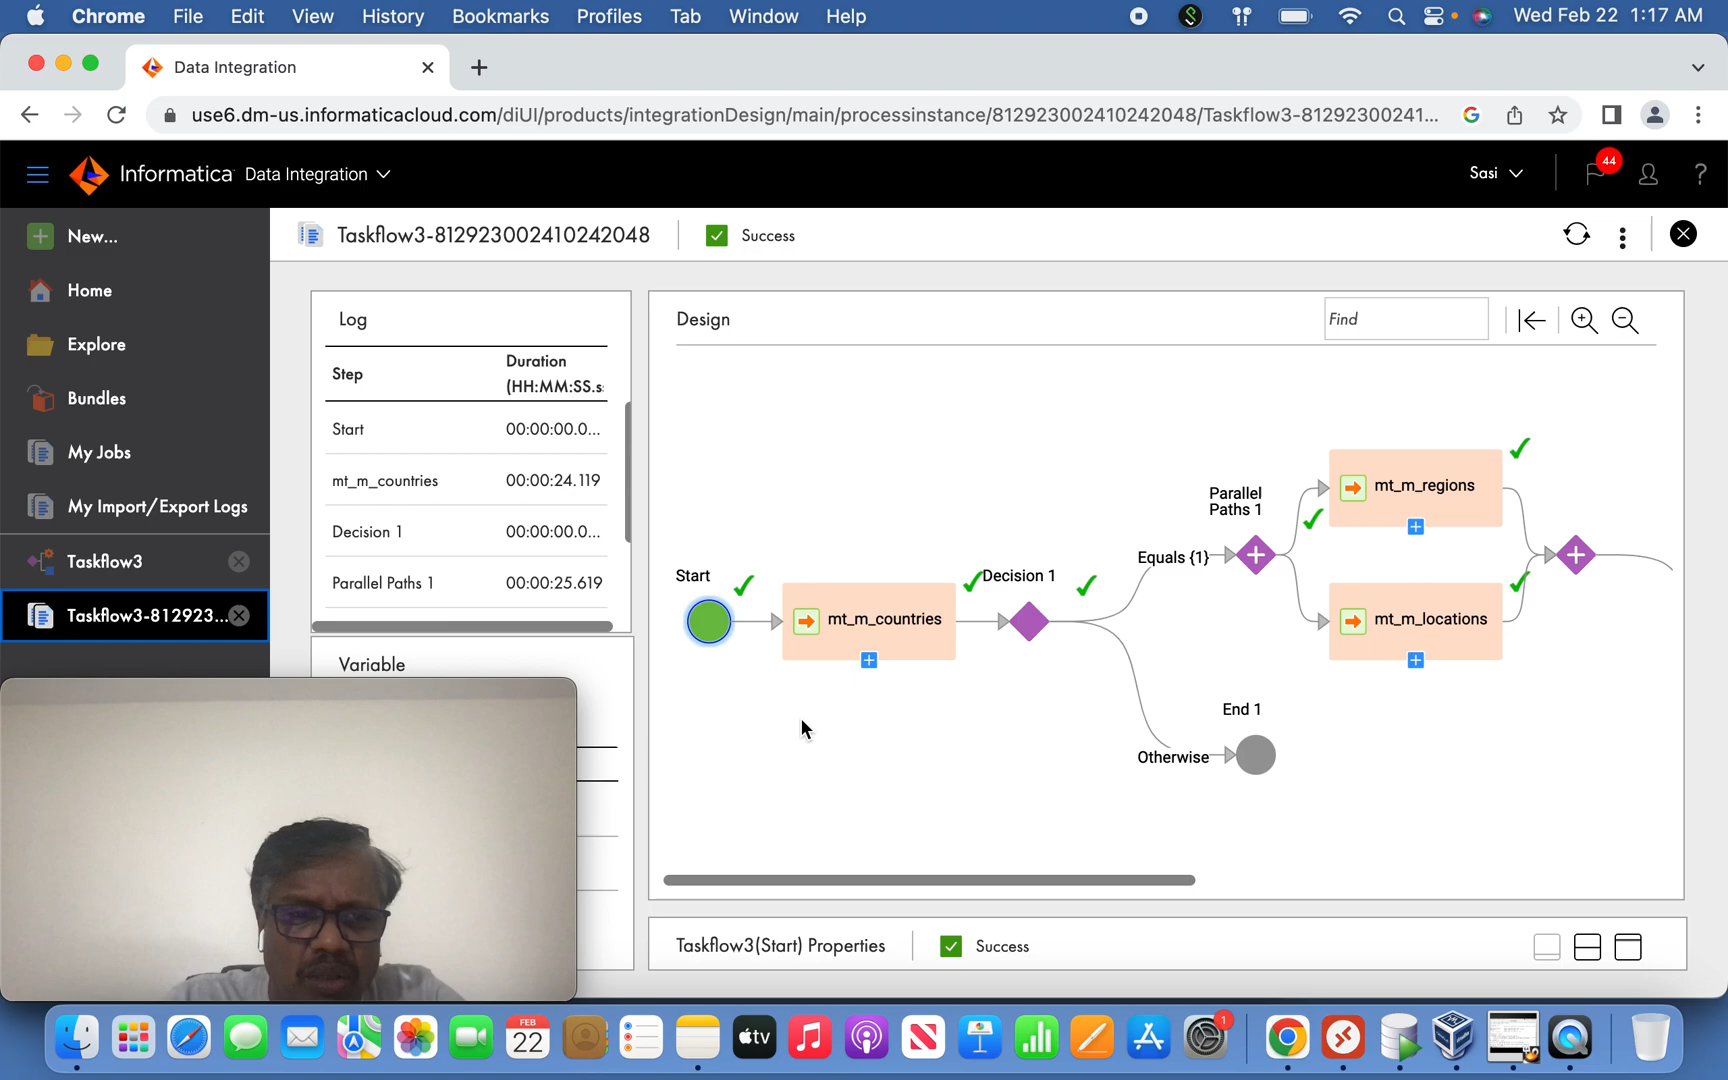 Chrome File Edit View History Bookmarks Profiles Tab Window Help Wed Feb 22 1:17 AM
Data Integration
use6.dm-us.informaticacloud.com/diUI/products/integrationDesign/main/processinstance/812923002410242048/Taskflow3-81292300241...
Informatica Data Integration Sasi 44 ?
New...
Home
Explore
Bundles
My Jobs
My Import/Export Logs
Taskflow3
Taskflow3-812923...
Taskflow3-812923002410242048 Success
Log
Step Duration
(HH:MM:SS.s
Start 00:00:00.0...
mt_m_countries 00:00:24.119
Decision 1 00:00:00.0...
Parallel Paths 1 00:00:25.619
Variable
Design Find
Start
mt_m_countries
Decision 1
Equals {1}
Otherwise
Parallel
Paths 1
mt_m_regions
mt_m_locations
End 1
Taskflow3(Start) Properties Success
FEB
22
tv
1